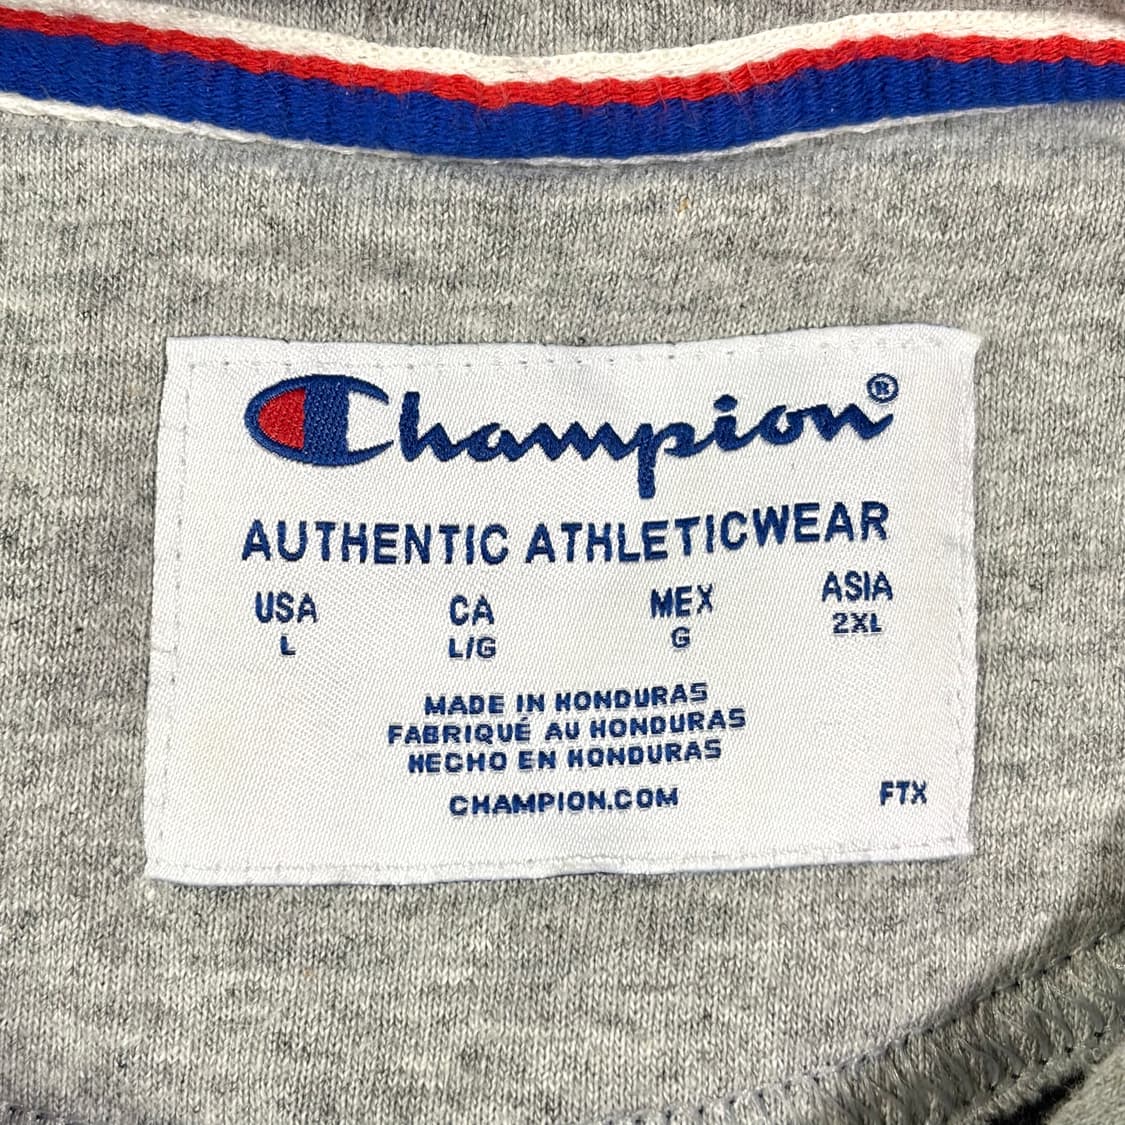 Champion®
AUTHENTIC ATHLETICWEAR
USA CA MEX ASIA
L L/G G 2XL
MADE IN HONDURAS
FABRIQUÉ AU HONDURAS
HECHO EN HONDURAS
CHAMPION.COM FTX